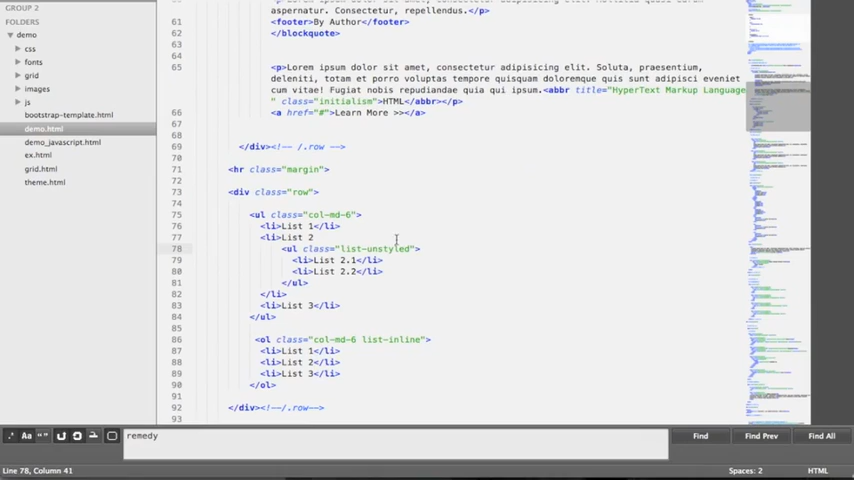 GROUP 2
FOLDERS
demo
css
fonts
grid
images
js
bootstrap-template.html
demo.html
demo_javascript.html
ex.html
grid.html
theme.html
aspernatur. Consectetur, repellendus.</p>
61 <footer>By Author</footer>
62 </blockquote>
63
64
65 <p>Lorem ipsum dolor sit amet, consectetur adipisicing elit. Soluta, praesentium,
deleniti, totam et porro voluptas tempore quisquam doloremque quis sunt adipisci eveniet
cum vitae! Fugiat nobis repudiandae quia qui ipsum.<abbr title="HyperText Markup Language
" class="initialism">HTML</abbr></p>
66 <a href="#">Learn More >></a>
67
68
69 </div><!-- /.row -->
70
71 <hr class="margin">
72
73 <div class="row">
74
75 <ul class="col-md-6">
76 <li>List 1</li>
77 <li>List 2
78 <ul class="list-unstyled">
79 <li>List 2.1</li>
80 <li>List 2.2</li>
81 </ul>
82 </li>
83 <li>List 3</li>
84 </ul>
85
86 <ol class="col-md-6 list-inline">
87 <li>List 1</li>
88 <li>List 2</li>
89 <li>List 3</li>
90 </ol>
91
92 </div><!--/.row-->
93
.* Aa “”
remedy
Find
Find Prev
Find All
Line 78, Column 41
Spaces: 2
HTML